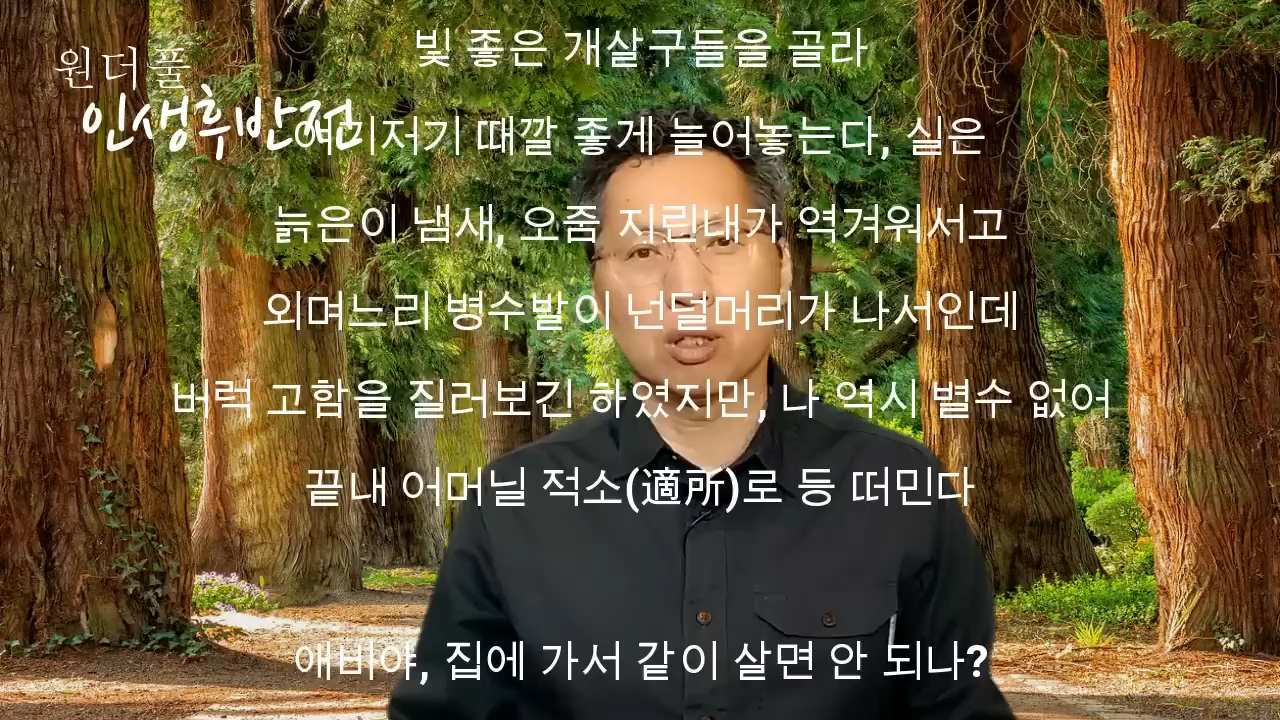 원더풀
인생후반전
빛 좋은 개살구들을 골라
여기저기 때깔 좋게 늘어놓는다, 실은
늙은이 냄새, 오줌 지린내가 역겨워서고
외며느리 병수발이 넌덜머리가 나서인데
버럭 고함을 질러보긴 하였지만, 나 역시 별수 없어
끝내 어머닐 적소(適所)로 등 떠민다
애비야, 집에 가서 같이 살면 안 되나?